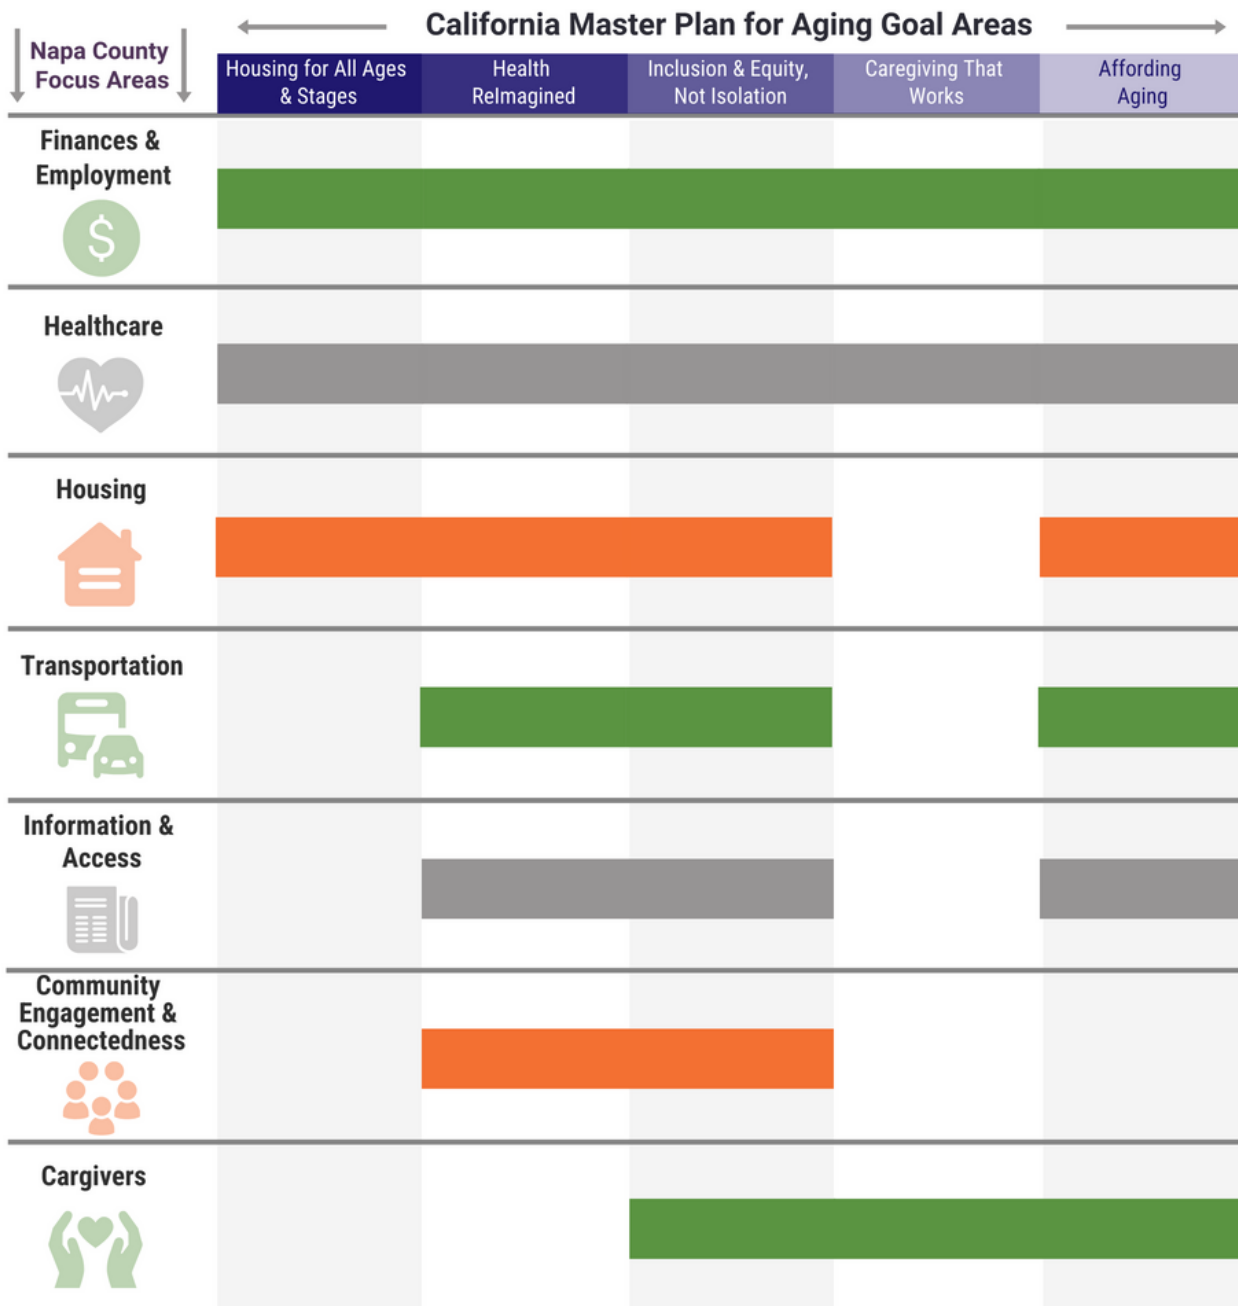 California Master Plan for Aging Goal Areas
Napa County
Focus Areas
Housing for All Ages
& Stages
Health
ReImagined
Inclusion & Equity,
Not Isolation
Caregiving That
Works
Affording
Aging
Finances &
Employment
$
Healthcare
Housing
Transportation
Information &
Access
Community
Engagement &
Connectedness
Cargivers